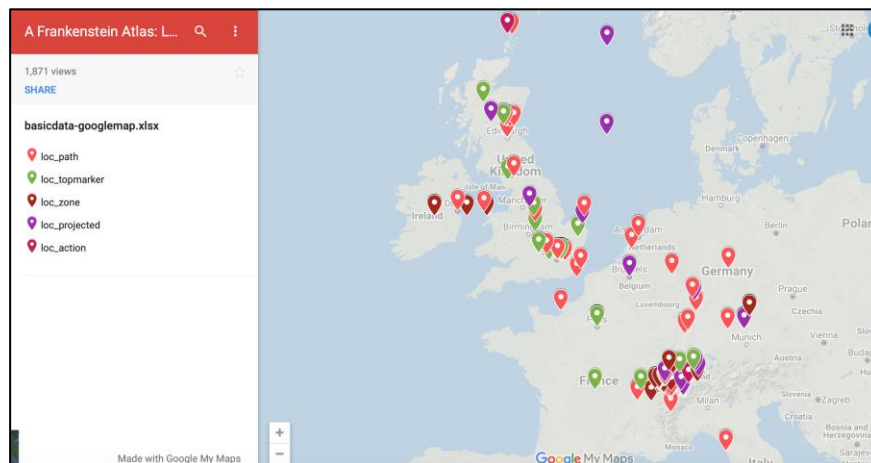 A Frankenstein Atlas: L...
1,871 views
SHARE
basicdata-googlemap.xlsx
loc_path
loc_topmarker
loc_zone
loc_projected
loc_action
Made with Google My Maps
Edinburgh
United
Kingdom
Isle of Man
Ireland
Manchester
Birmingham
Copenhagen
Denmark
Hamburg
Amsterdam
Netherlands
Berlin
Brussels
Belgium
Germany
Luxembourg
Prague
Czechia
Paris
Munich
Vienna
Austria
France
Milan
Slovenia
Zagreb
Croatia
Monaco
Bosnia and
Herzegovina
Italy
Google My Maps